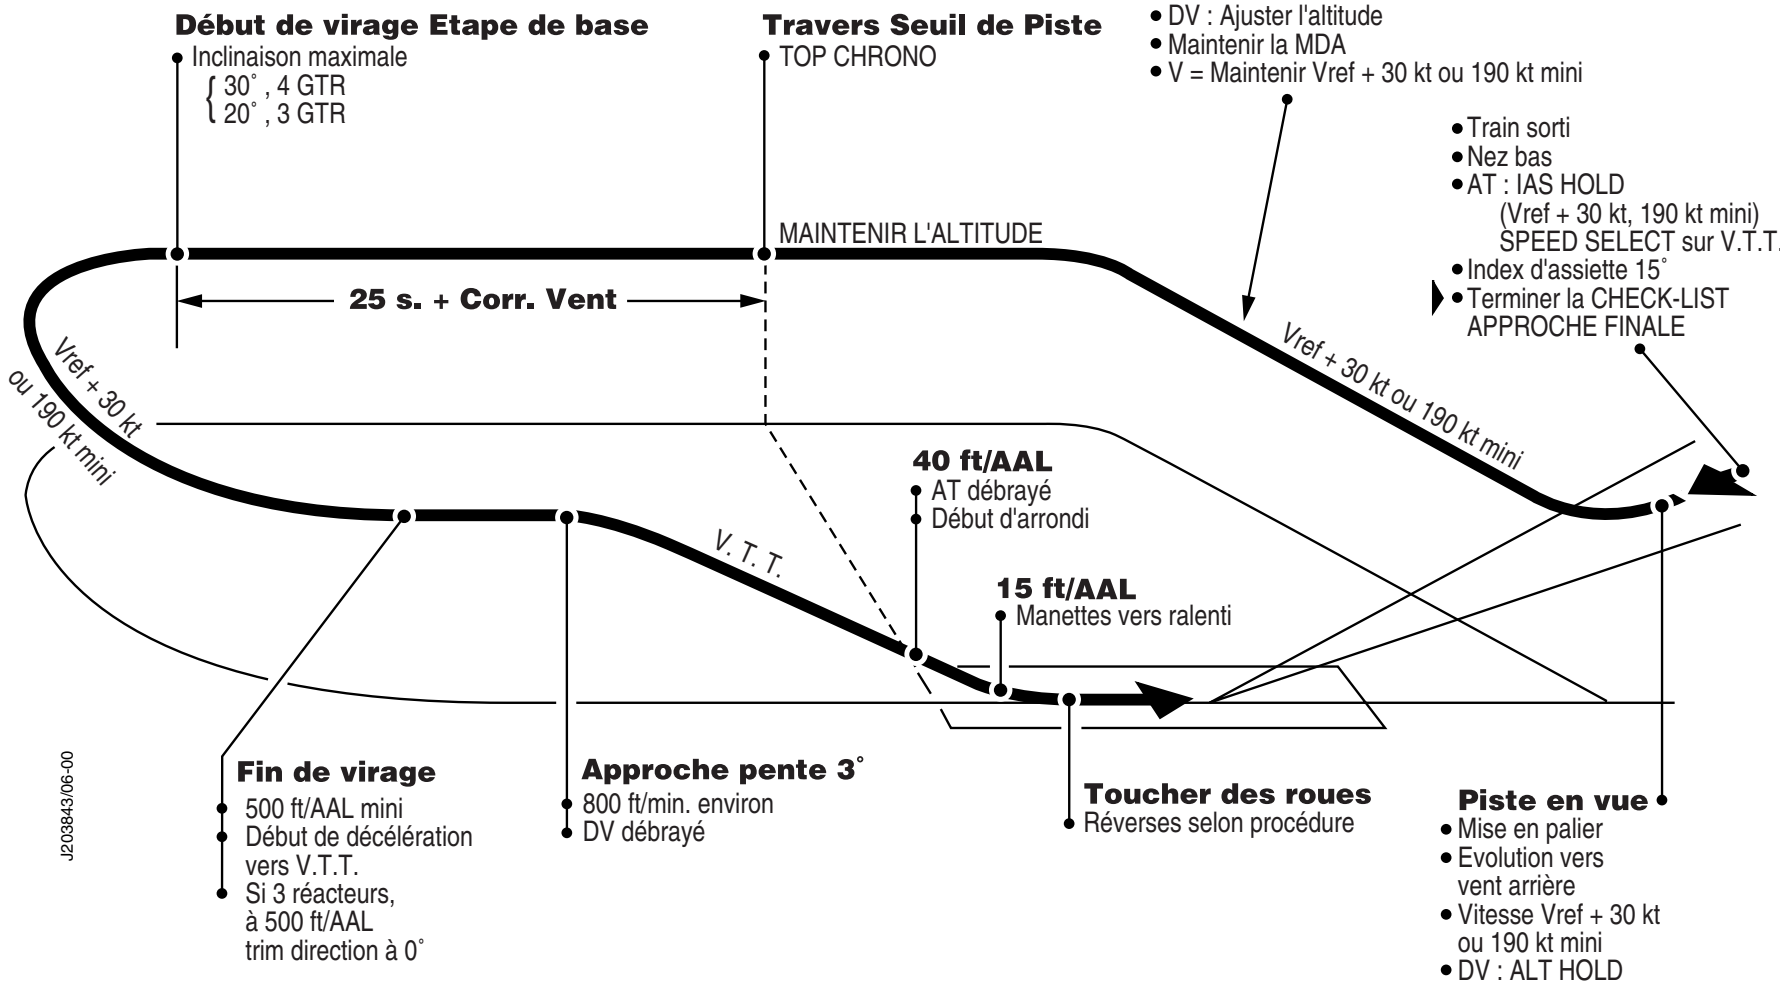 Début de virage Etape de base
• Inclinaison maximale
{ 30° , 4 GTR
20° , 3 GTR
Travers Seuil de Piste
• TOP CHRONO
• DV : Ajuster l'altitude
• Maintenir la MDA
• V = Maintenir Vref + 30 kt ou 190 kt mini
• Train sorti
• Nez bas
• AT : IAS HOLD
(Vref + 30 kt, 190 kt mini)
SPEED SELECT sur V.T.T.
• Index d'assiette 15°
• Terminer la CHECK-LIST
APPROCHE FINALE
MAINTENIR L'ALTITUDE
25 s. + Corr. Vent
Vref + 30 kt
ou 190 kt mini
Vref + 30 kt ou 190 kt mini
40 ft/AAL
• AT débrayé
• Début d'arrondi
V. T. T.
15 ft/AAL
• Manettes vers ralenti
Fin de virage
• 500 ft/AAL mini
• Début de décélération
vers V.T.T.
• Si 3 réacteurs,
à 500 ft/AAL
trim direction à 0°
Approche pente 3°
• 800 ft/min. environ
• DV débrayé
Toucher des roues
• Réverses selon procédure
Piste en vue
• Mise en palier
• Evolution vers
vent arrière
• Vitesse Vref + 30 kt
ou 190 kt mini
• DV : ALT HOLD
J203843/06-00